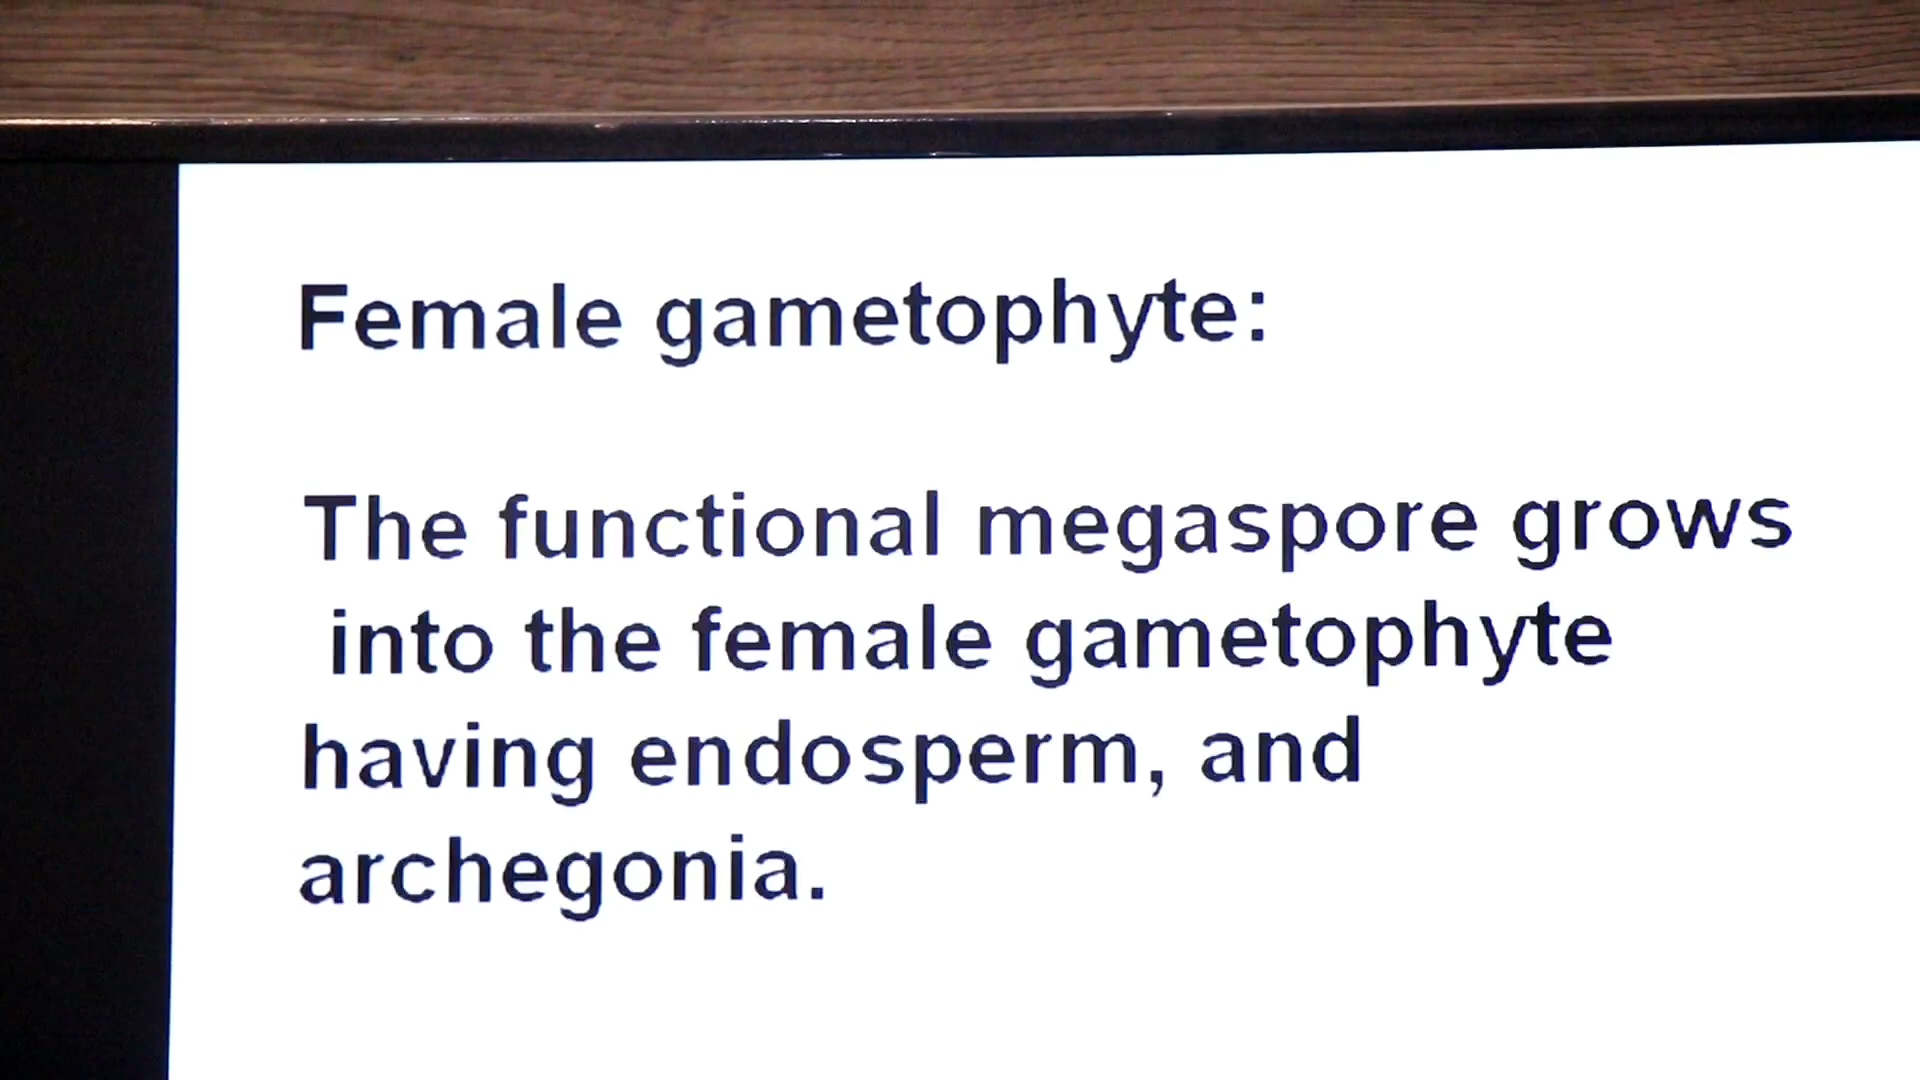 Female gametophyte:
The functional megaspore grows
into the female gametophyte
having endosperm, and
archegonia.